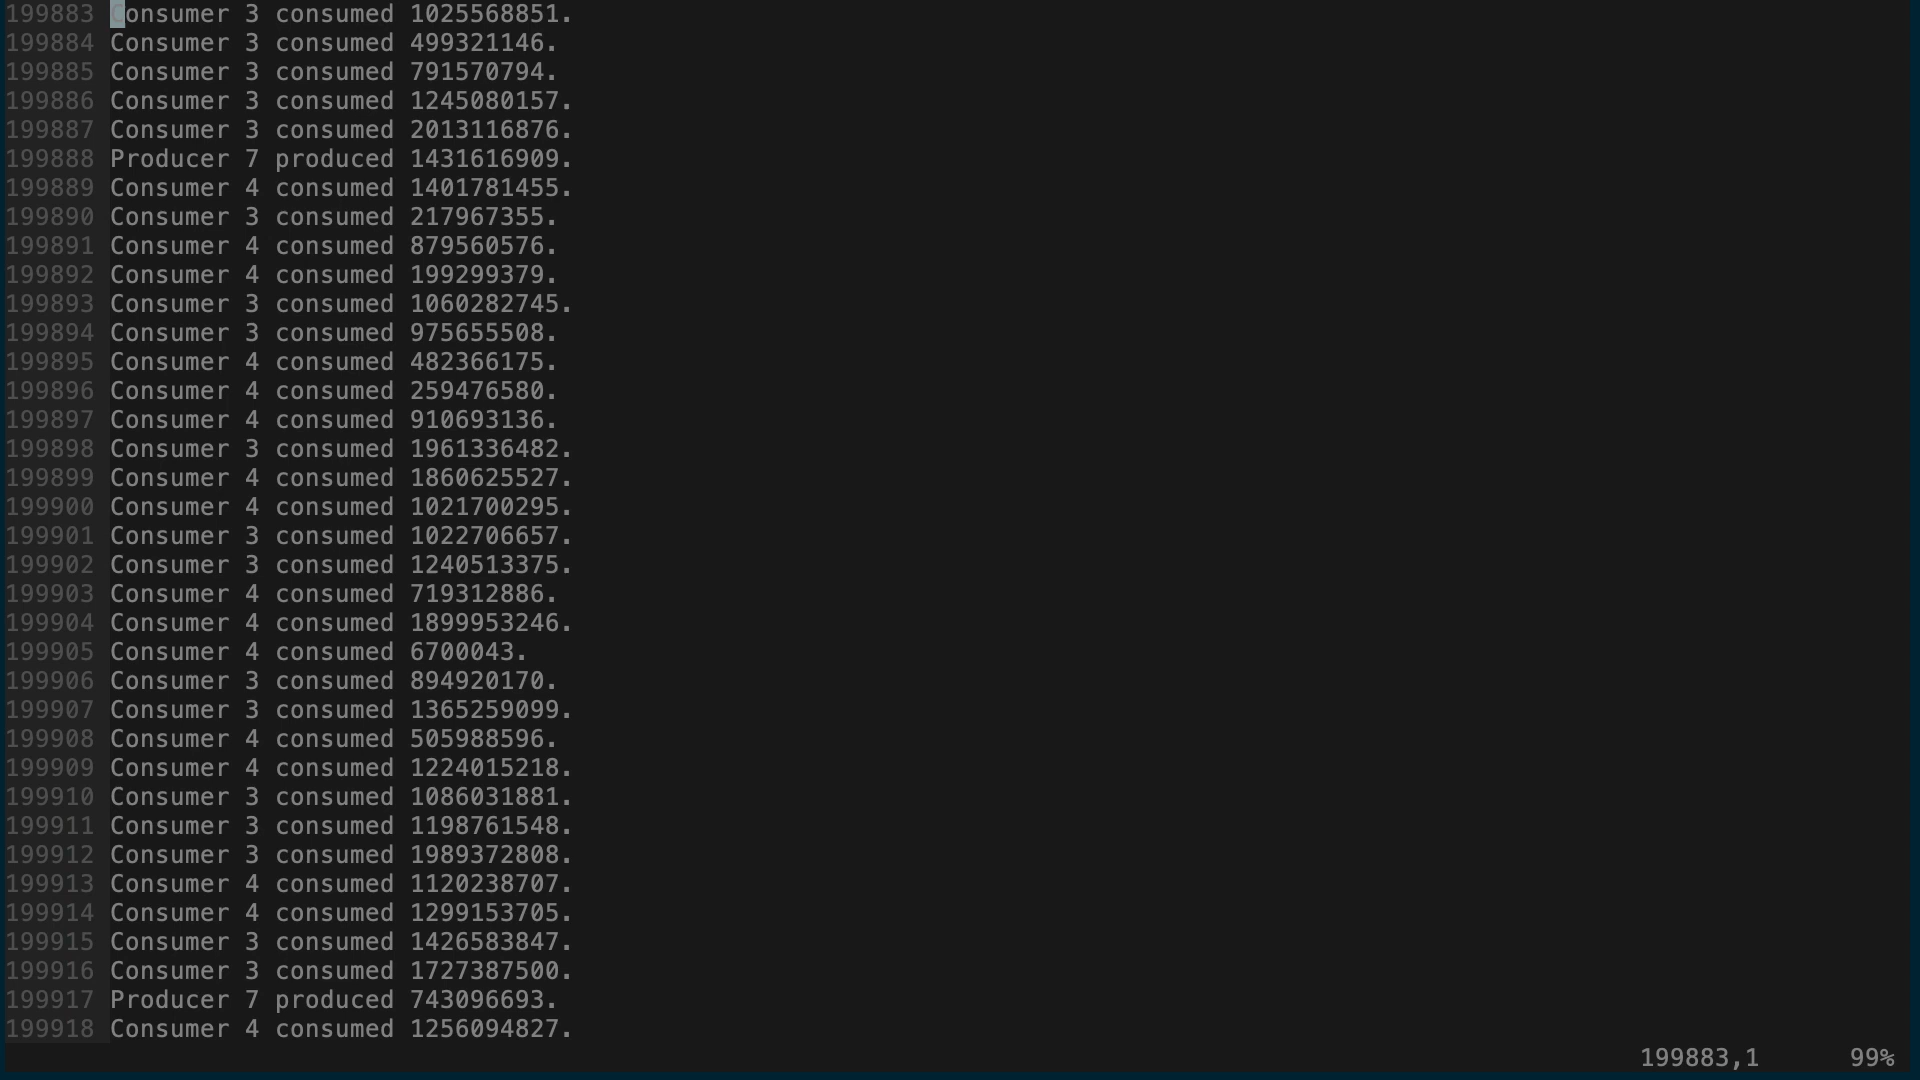 199883 Consumer 3 consumed 1025568851.
199884 Consumer 3 consumed 499321146.
199885 Consumer 3 consumed 791570794.
199886 Consumer 3 consumed 1245080157.
199887 Consumer 3 consumed 2013116876.
199888 Producer 7 produced 1431616909.
199889 Consumer 4 consumed 1401781455.
199890 Consumer 3 consumed 217967355.
199891 Consumer 4 consumed 879560576.
199892 Consumer 4 consumed 199299379.
199893 Consumer 3 consumed 1060282745.
199894 Consumer 3 consumed 975655508.
199895 Consumer 4 consumed 482366175.
199896 Consumer 4 consumed 259476580.
199897 Consumer 4 consumed 910693136.
199898 Consumer 3 consumed 1961336482.
199899 Consumer 4 consumed 1860625527.
199900 Consumer 4 consumed 1021700295.
199901 Consumer 3 consumed 1022706657.
199902 Consumer 3 consumed 1240513375.
199903 Consumer 4 consumed 719312886.
199904 Consumer 4 consumed 1899953246.
199905 Consumer 4 consumed 6700043.
199906 Consumer 3 consumed 894920170.
199907 Consumer 3 consumed 1365259099.
199908 Consumer 4 consumed 505988596.
199909 Consumer 4 consumed 1224015218.
199910 Consumer 3 consumed 1086031881.
199911 Consumer 3 consumed 1198761548.
199912 Consumer 3 consumed 1989372808.
199913 Consumer 4 consumed 1120238707.
199914 Consumer 4 consumed 1299153705.
199915 Consumer 3 consumed 1426583847.
199916 Consumer 3 consumed 1727387500.
199917 Producer 7 produced 743096693.
199918 Consumer 4 consumed 1256094827.
199883,1 99%